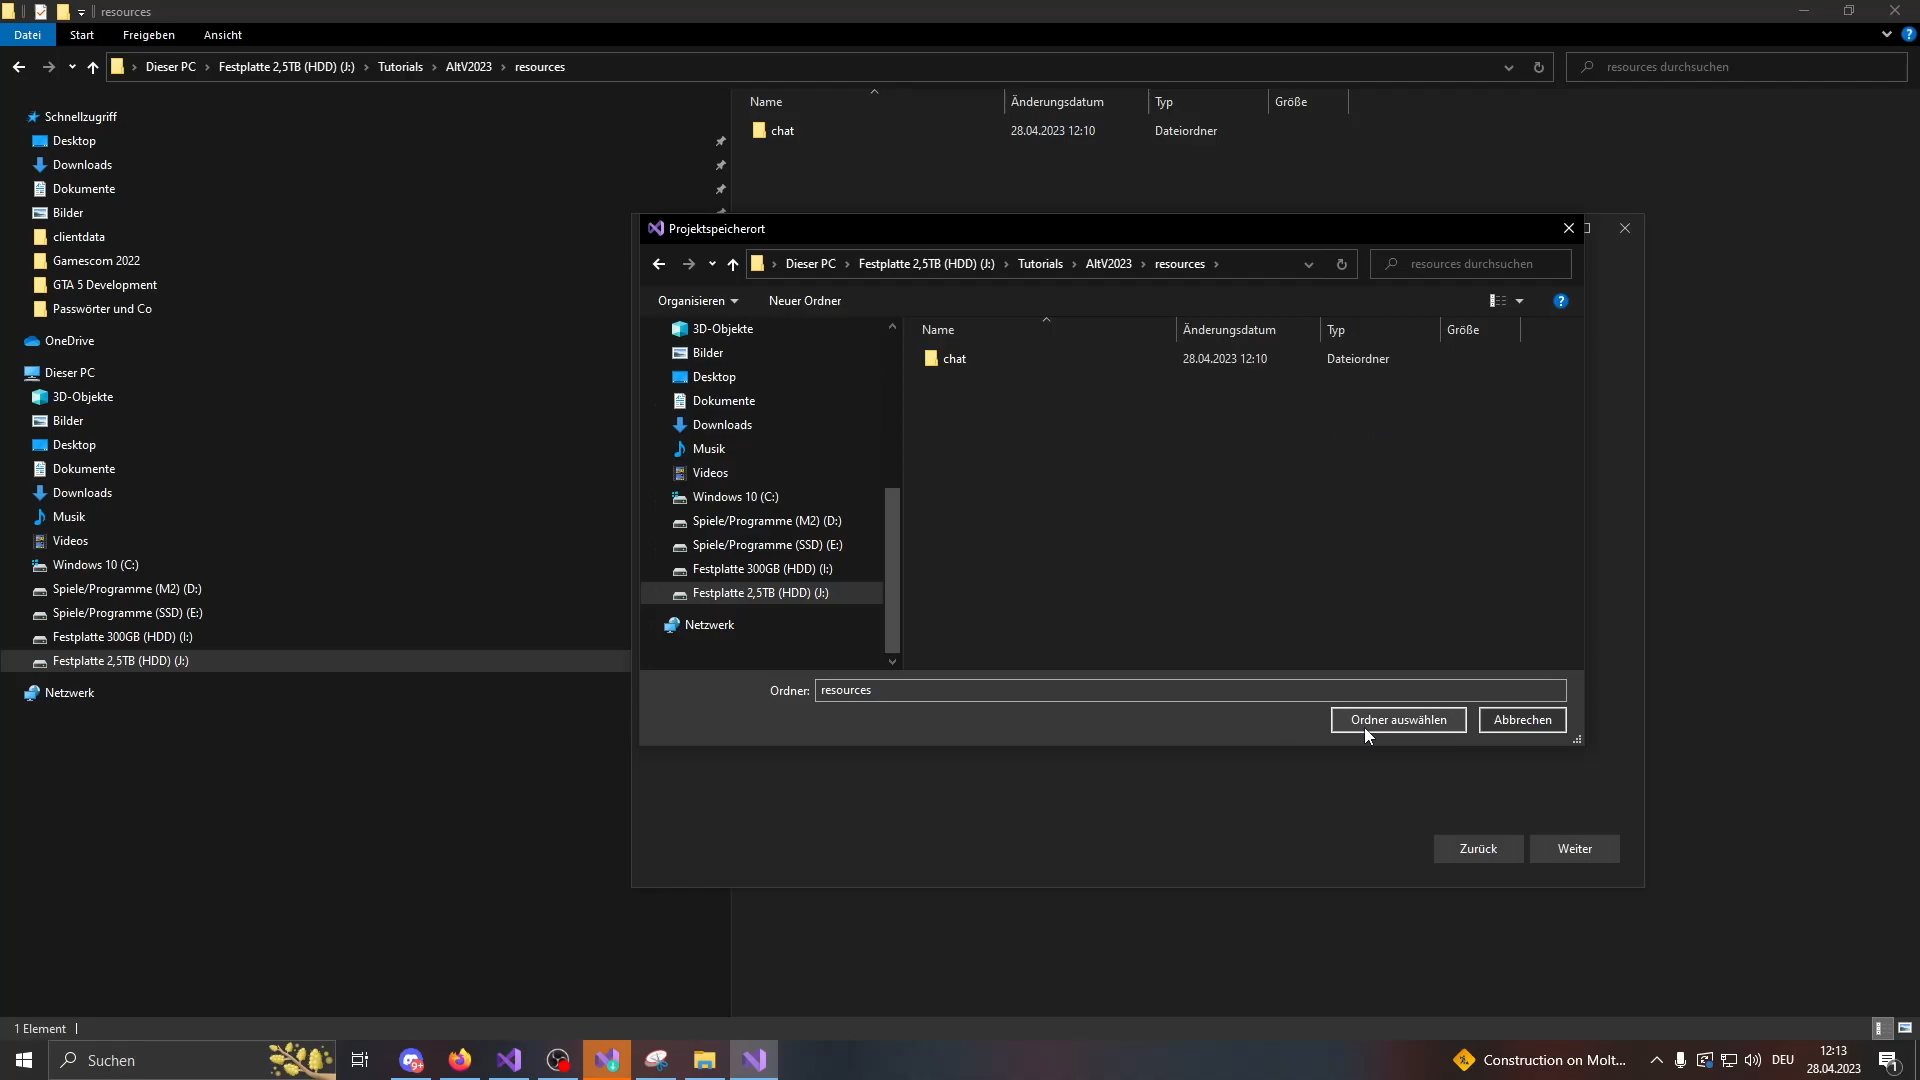 resources
Datei Start Freigeben Ansicht
Dieser PC Festplatte 2,5TB (HDD) (J:) Tutorials AltV2023 resources
resources durchsuchen
Schnellzugriff
Desktop
Downloads
Dokumente
Bilder
clientdata
Gamescom 2022
GTA 5 Development
Passwörter und Co
OneDrive
Dieser PC
3D-Objekte
Bilder
Desktop
Dokumente
Downloads
Musik
Videos
Windows 10 (C:)
Spiele/Programme (M2) (D:)
Spiele/Programme (SSD) (E:)
Festplatte 300GB (HDD) (I:)
Festplatte 2,5TB (HDD) (J:)
Netzwerk
Name Änderungsdatum Typ Größe
chat 28.04.2023 12:10 Dateiordner
Projektspeicherort
Dieser PC Festplatte 2,5TB (HDD) (J:) Tutorials AltV2023 resources
resources durchsuchen
Organisieren Neuer Ordner
?
3D-Objekte
Bilder
Desktop
Dokumente
Downloads
Musik
Videos
Windows 10 (C:)
Spiele/Programme (M2) (D:)
Spiele/Programme (SSD) (E:)
Festplatte 300GB (HDD) (I:)
Festplatte 2,5TB (HDD) (J:)
Netzwerk
Name Änderungsdatum Typ Größe
chat 28.04.2023 12:10 Dateiordner
Ordner: resources
Ordner auswählen Abbrechen
Zurück Weiter
1 Element
Suchen
9+
Construction on Molt...
DEU
12:13
28.04.2023
1